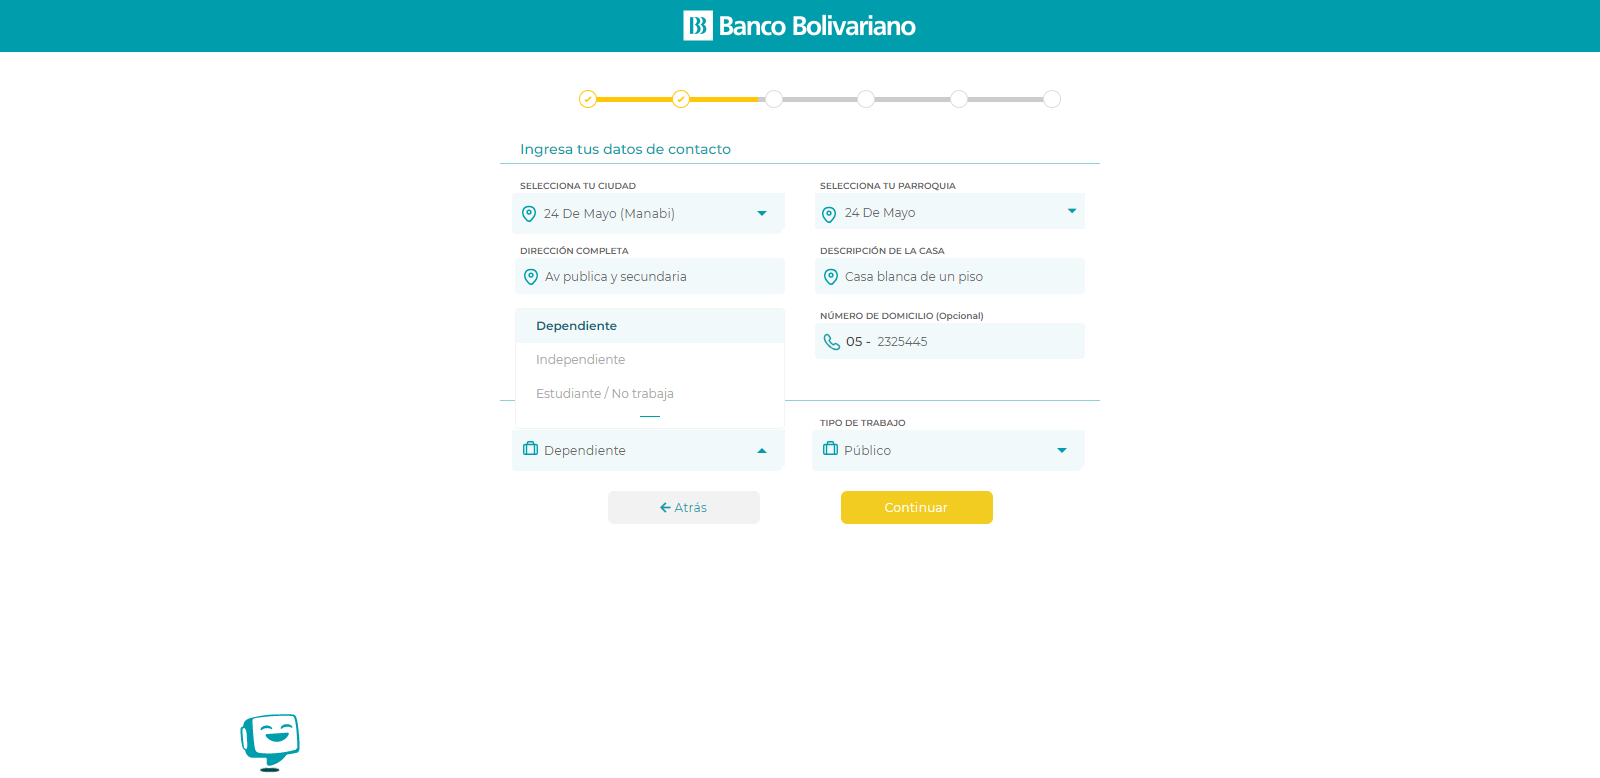 Banco Bolivariano
Ingresa tus datos de contacto
SELECCIONA TU CIUDAD
24 De Mayo (Manabi)
SELECCIONA TU PARROQUIA
24 De Mayo
DIRECCIÓN COMPLETA
Av publica y secundaria
DESCRIPCIÓN DE LA CASA
Casa blanca de un piso
Dependiente
Independiente
Estudiante / No trabaja
NÚMERO DE DOMICILIO (Opcional)
05 - 2325445
Dependiente
TIPO DE TRABAJO
Público
Atrás
Continuar